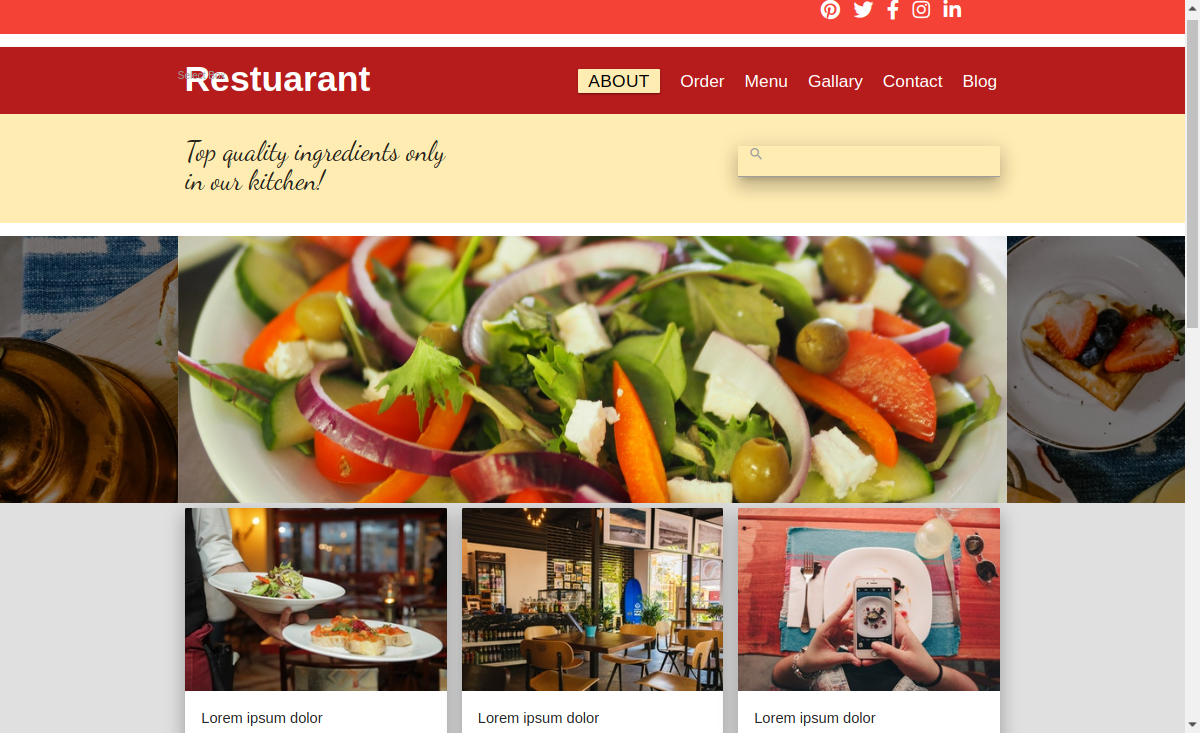 Restuarant
ABOUT Order Menu Gallary Contact Blog
Top quality ingredients only
in our kitchen!
Lorem ipsum dolor
Lorem ipsum dolor
Lorem ipsum dolor